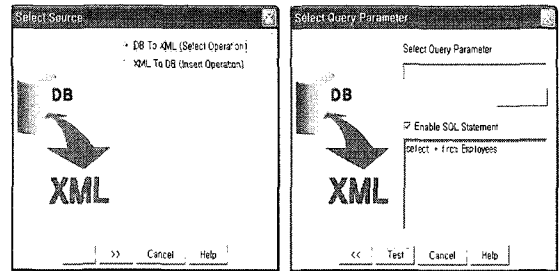 Select Source
DB To XML (Select Operation)
XML To DB (Insert Operation)
DB
XML
>> Cancel Help
Select Query Parameter
Select Query Parameter
DB
Enable SQL Statement
select * from Employees
XML
<< Test Cancel Help